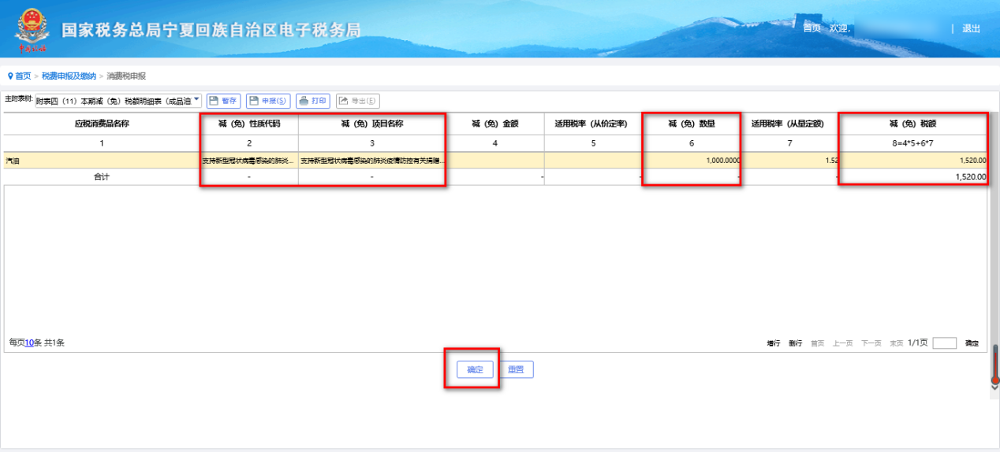 国家税务总局宁夏回族自治区电子税务局
首页 欢迎, | 退出
首页 > 税费申报及缴纳 > 消费税申报
主附表树: 附表四（11）本期减（免）税额明细表（成品油 暂存 申报(S) 打印 导出(E)
应税消费品名称 减（免）性质代码 减（免）项目名称 减（免）金额 适用税率（从价定率） 减（免）数量 适用税率（从量定额） 减（免）税额
1 2 3 4 5 6 7 8=4*5+6*7
汽油 支持新型冠状病毒感染的肺炎... 支持新型冠状病毒感染的肺炎疫情防控有关捐赠... 1,000.0000 1.52 1,520.00
合计 - - - - - - 1,520.00
每页10条 共1条 增行 删行 首页 上一页 下一页 末页 1/1页 确定
确定 重置